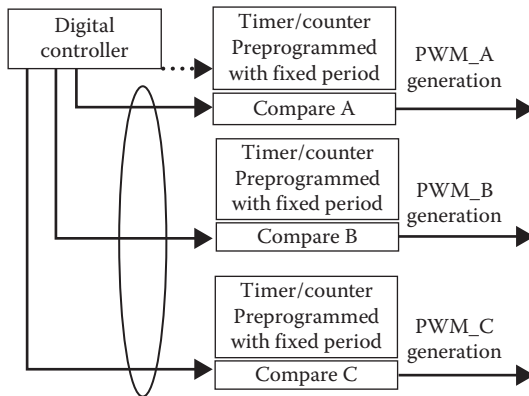 Digital
controller
Timer/counter
Preprogrammed
with fixed period
Compare A
PWM_A
generation
Timer/counter
Preprogrammed
with fixed period
Compare B
PWM_B
generation
Timer/counter
Preprogrammed
with fixed period
Compare C
PWM_C
generation